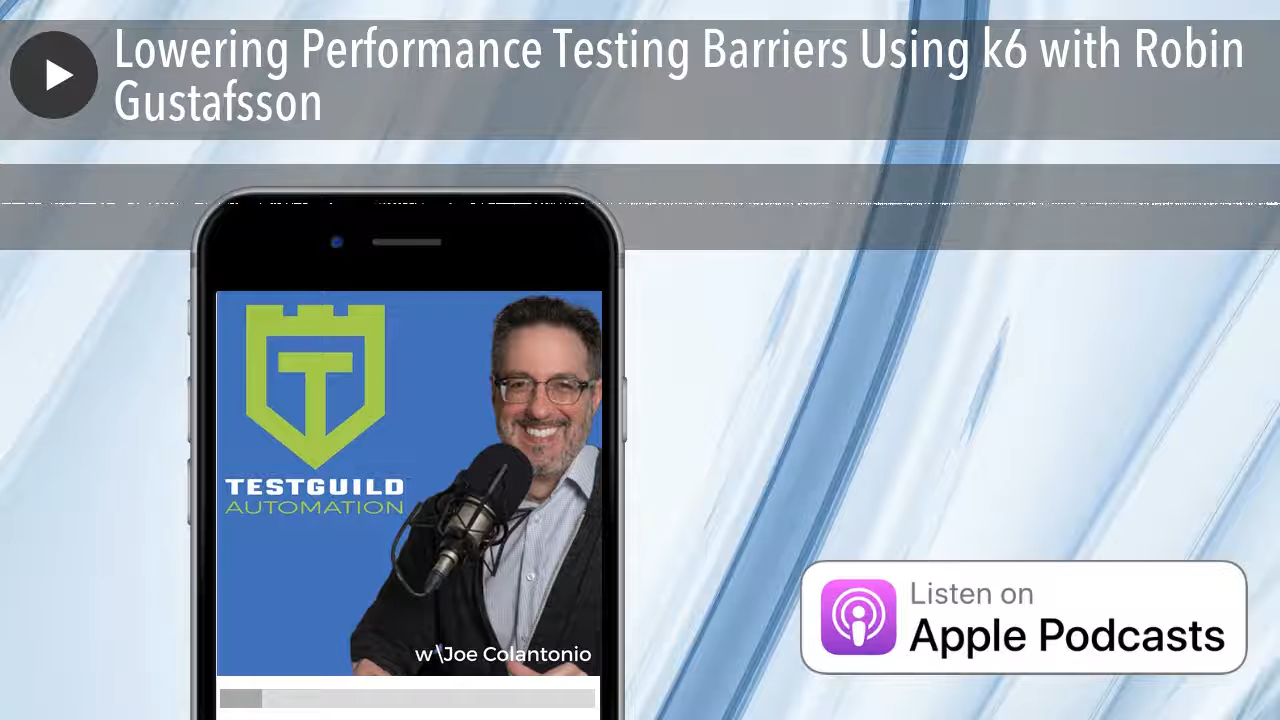 Lowering Performance Testing Barriers Using k6 with Robin
Gustafsson
T
TESTGUILD
AUTOMATION
w\Joe Colantonio
Listen on
Apple Podcasts